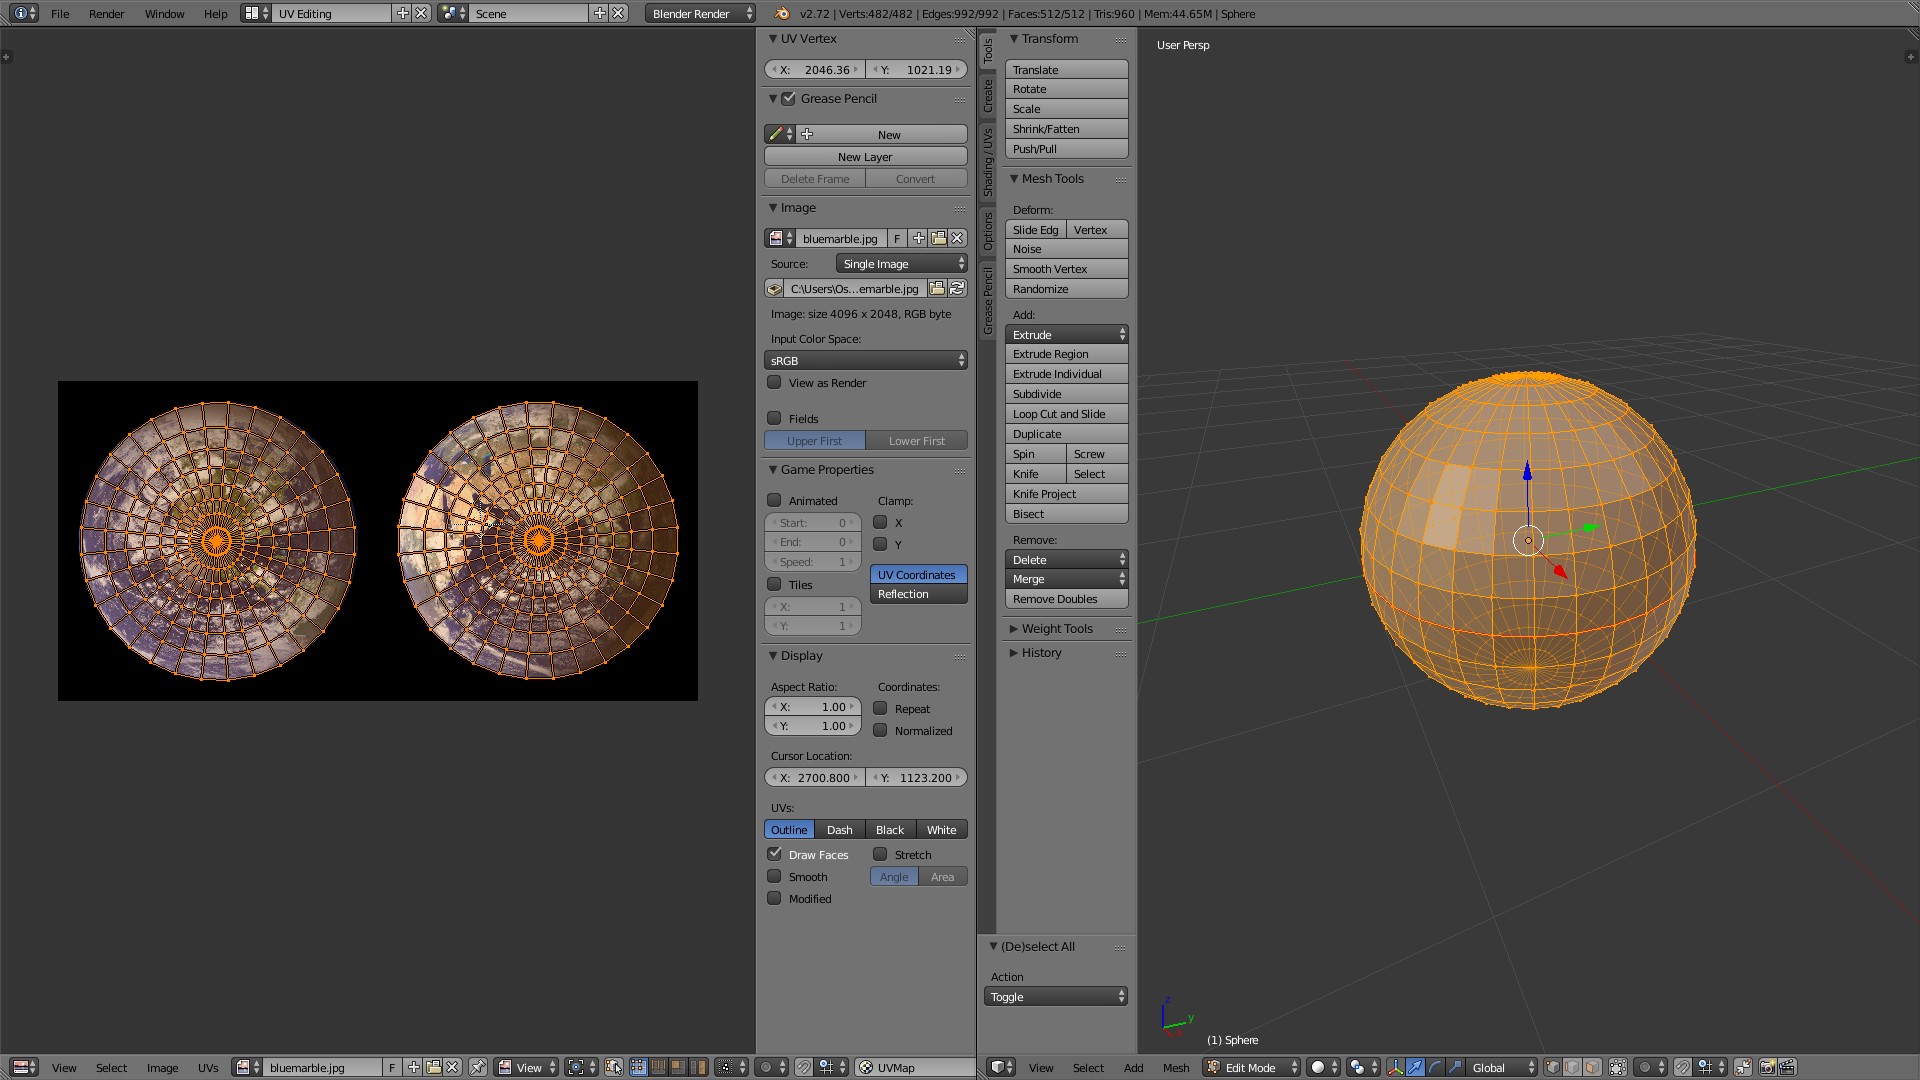 File Render Window Help UV Editing Scene Blender Render v2.72 | Verts:482/482 | Edges:992/992 | Faces:512/512 | Tris:960 | Mem:44.65M | Sphere
UV Vertex
X: 2046.36 Y: 1021.19
Grease Pencil
New
New Layer
Delete Frame Convert
Image
bluemarble.jpg F
Source: Single Image
C:\Users\Os...emarble.jpg
Image: size 4096 x 2048, RGB byte
Input Color Space:
sRGB
View as Render
Fields
Upper First Lower First
Game Properties
Animated Clamp:
Start: 0 X
End: 0 Y
Speed: 1 UV Coordinates
Tiles Reflection
X: 1
Y: 1
Display
Aspect Ratio: Coordinates:
X: 1.00 Repeat
Y: 1.00 Normalized
Cursor Location:
X: 2700.800 Y: 1123.200
UVs:
Outline Dash Black White
Draw Faces Stretch
Smooth Angle Area
Modified
Tools
Create
Shading / UVs
Options
Grease Pencil
Transform
Translate
Rotate
Scale
Shrink/Fatten
Push/Pull
Mesh Tools
Deform:
Slide Edg Vertex
Noise
Smooth Vertex
Randomize
Add:
Extrude
Extrude Region
Extrude Individual
Subdivide
Loop Cut and Slide
Duplicate
Spin Screw
Knife Select
Knife Project
Bisect
Remove:
Delete
Merge
Remove Doubles
Weight Tools
History
(De)select All
Action
Toggle
User Persp
z
y
x
(1) Sphere
View Select Image UVs bluemarble.jpg F View UVMap
View Select Add Mesh Edit Mode Global